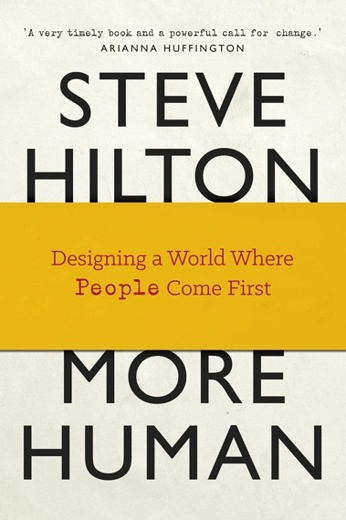 'A very timely book and a powerful call for change.'
ARIANNA HUFFINGTON
STEVE
HILTON
Designing a World Where
People Come First
MORE
HUMAN